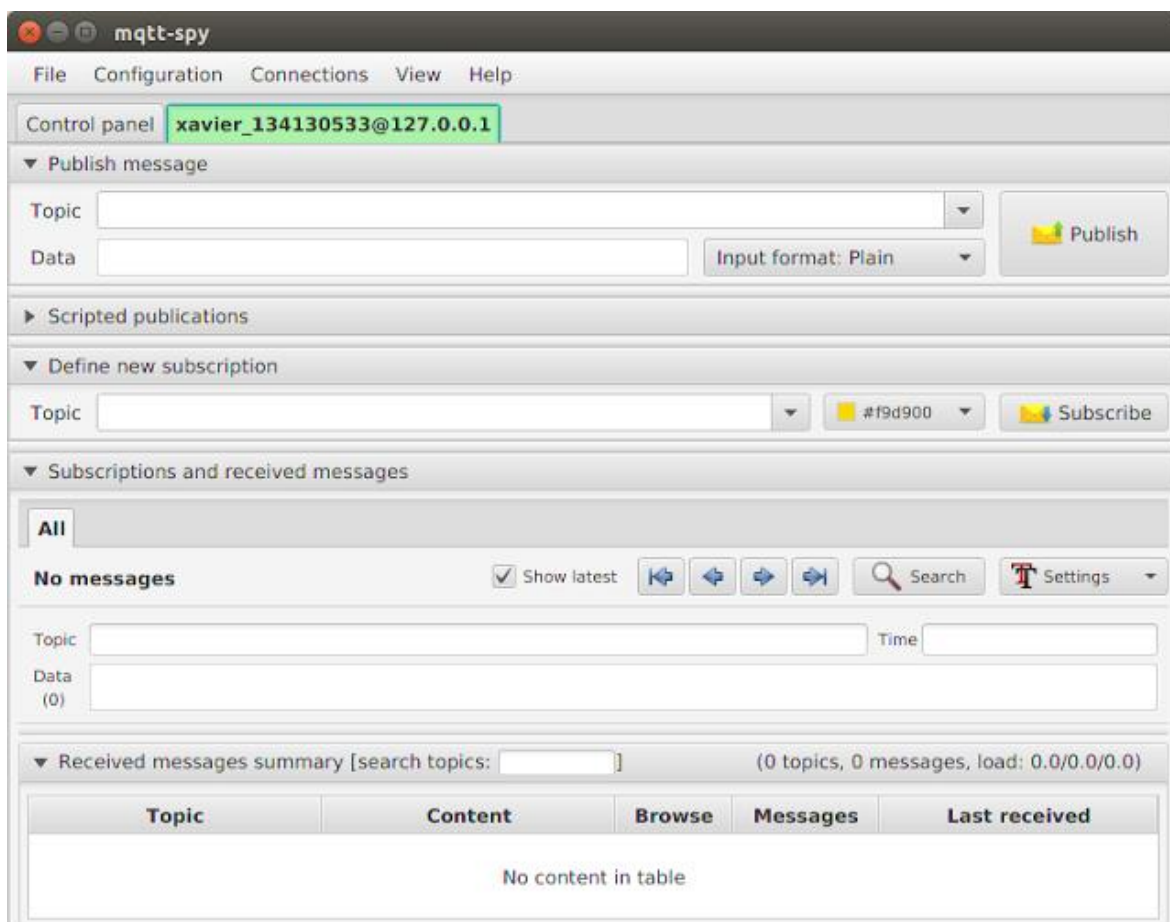 mqtt-spy
File Configuration Connections View Help
Control panel xavier_134130533@127.0.0.1
Publish message
Topic
Publish
Data Input format: Plain
Scripted publications
Define new subscription
Topic #f9d900 Subscribe
Subscriptions and received messages
All
No messages Show latest Search Settings
Topic Time
Data
(0)
Received messages summary [search topics: ] (0 topics, 0 messages, load: 0.0/0.0/0.0)
Topic Content Browse Messages Last received
No content in table